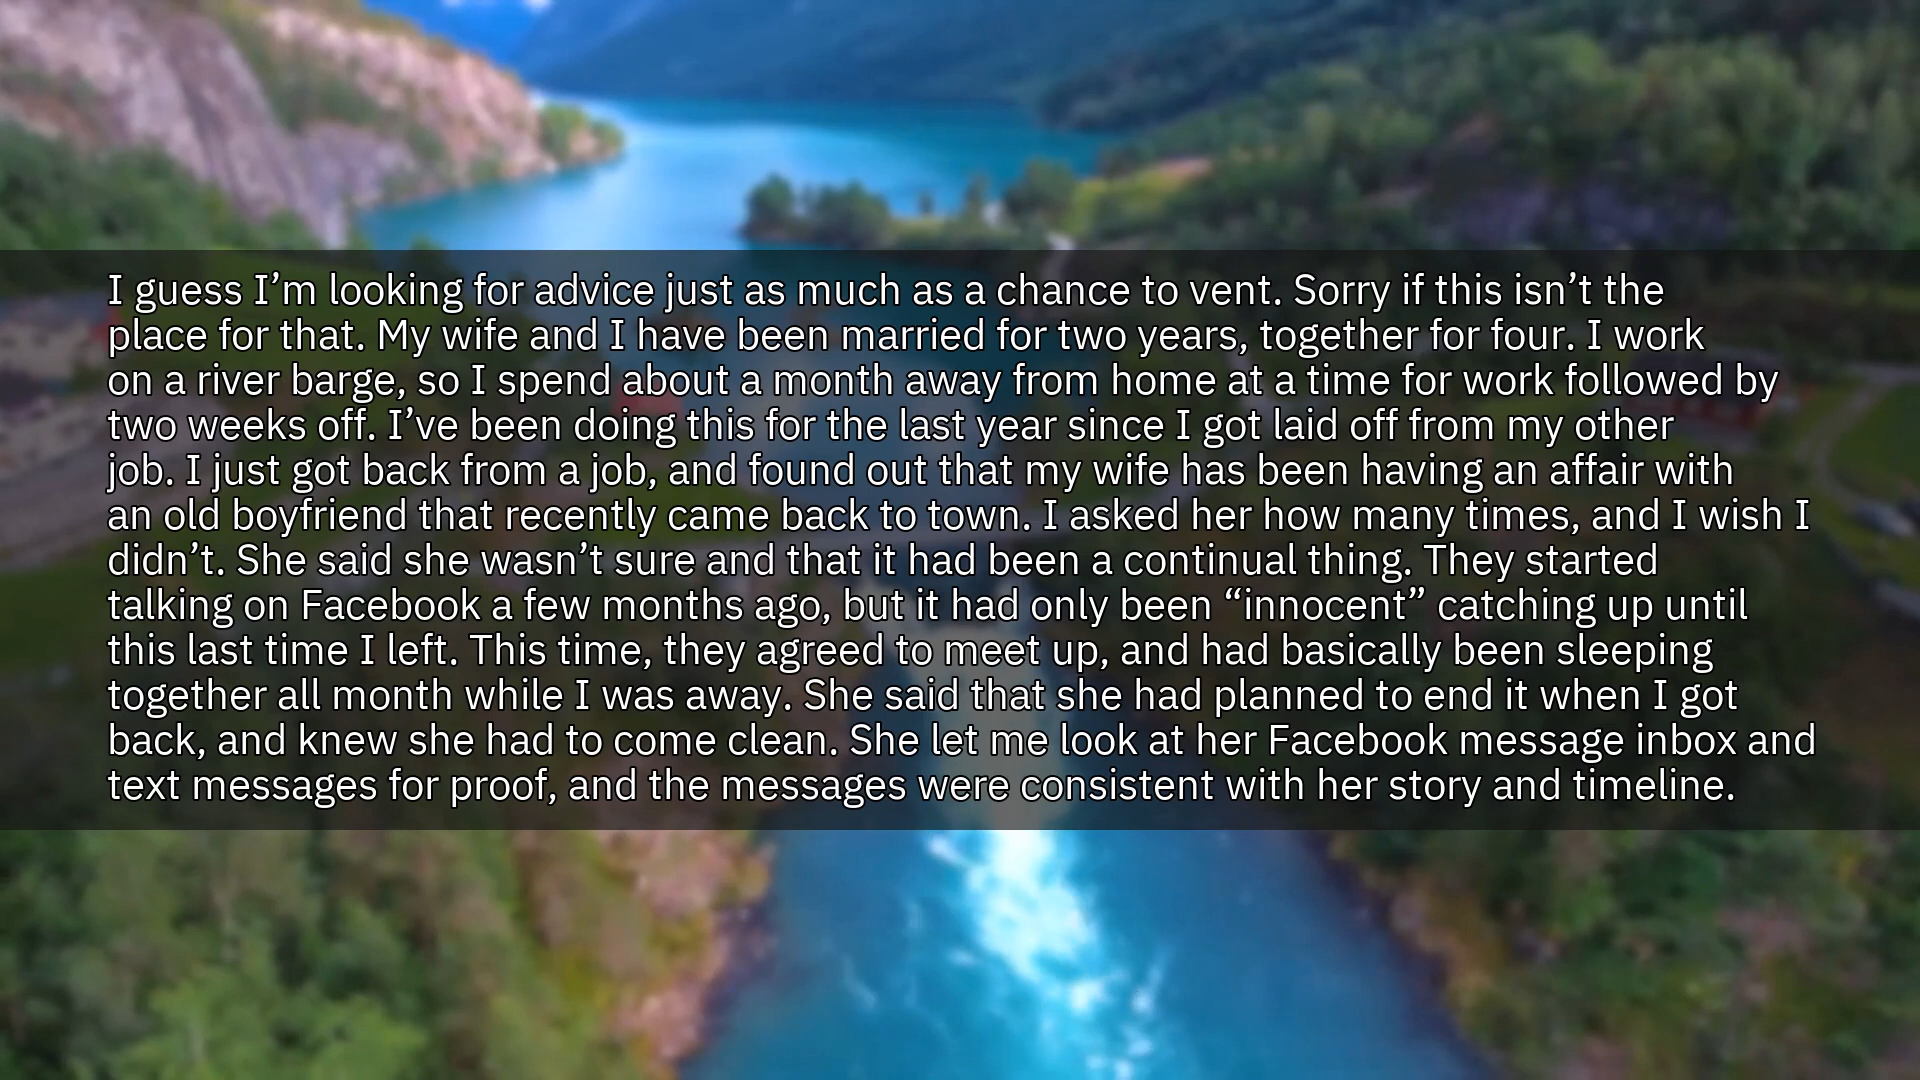 I guess I’m looking for advice just as much as a chance to vent. Sorry if this isn’t the
place for that. My wife and I have been married for two years, together for four. I work
on a river barge, so I spend about a month away from home at a time for work followed by
two weeks off. I’ve been doing this for the last year since I got laid off from my other
job. I just got back from a job, and found out that my wife has been having an affair with
an old boyfriend that recently came back to town. I asked her how many times, and I wish I
didn’t. She said she wasn’t sure and that it had been a continual thing. They started
talking on Facebook a few months ago, but it had only been “innocent” catching up until
this last time I left. This time, they agreed to meet up, and had basically been sleeping
together all month while I was away. She said that she had planned to end it when I got
back, and knew she had to come clean. She let me look at her Facebook message inbox and
text messages for proof, and the messages were consistent with her story and timeline.